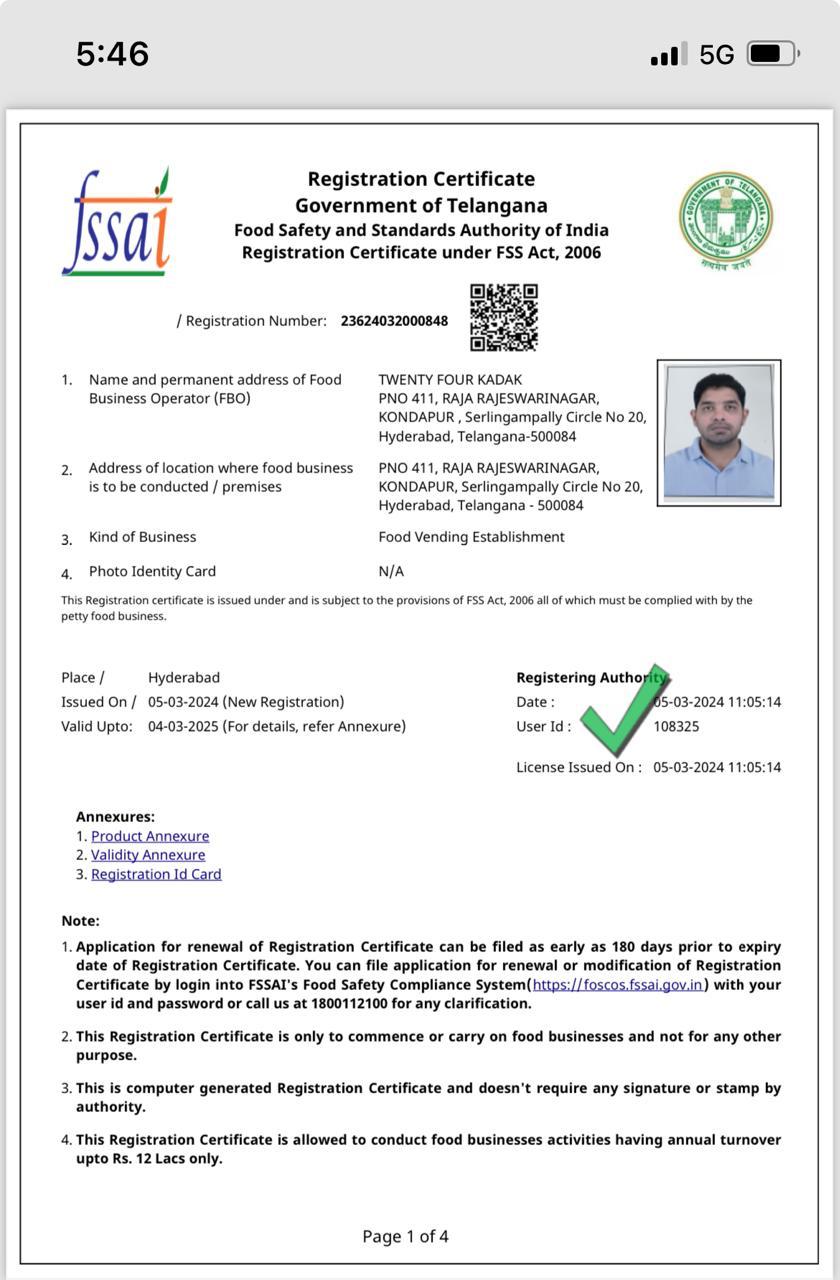 5:46
5G
fssai
Registration Certificate
Government of Telangana
Food Safety and Standards Authority of India
Registration Certificate under FSS Act, 2006
GOVERNMENT OF TELANGANA
सत्यमेव जयते
/ Registration Number: 23624032000848
1. Name and permanent address of Food TWENTY FOUR KADAK
Business Operator (FBO) PNO 411, RAJA RAJESWARINAGAR,
KONDAPUR , Serlingampally Circle No 20,
Hyderabad, Telangana-500084
2. Address of location where food business PNO 411, RAJA RAJESWARINAGAR,
is to be conducted / premises KONDAPUR, Serlingampally Circle No 20,
Hyderabad, Telangana - 500084
3. Kind of Business Food Vending Establishment
4. Photo Identity Card N/A
This Registration certificate is issued under and is subject to the provisions of FSS Act, 2006 all of which must be complied with by the
petty food business.
Place / Hyderabad Registering Authority
Issued On / 05-03-2024 (New Registration) Date : 05-03-2024 11:05:14
Valid Upto: 04-03-2025 (For details, refer Annexure) User Id : 108325
License Issued On : 05-03-2024 11:05:14
Annexures:
1. Product Annexure
2. Validity Annexure
3. Registration Id Card
Note:
1. Application for renewal of Registration Certificate can be filed as early as 180 days prior to expiry
date of Registration Certificate. You can file application for renewal or modification of Registration
Certificate by login into FSSAI's Food Safety Compliance System(https://foscos.fssai.gov.in) with your
user id and password or call us at 1800112100 for any clarification.
2. This Registration Certificate is only to commence or carry on food businesses and not for any other
purpose.
3. This is computer generated Registration Certificate and doesn't require any signature or stamp by
authority.
4. This Registration Certificate is allowed to conduct food businesses activities having annual turnover
upto Rs. 12 Lacs only.
Page 1 of 4